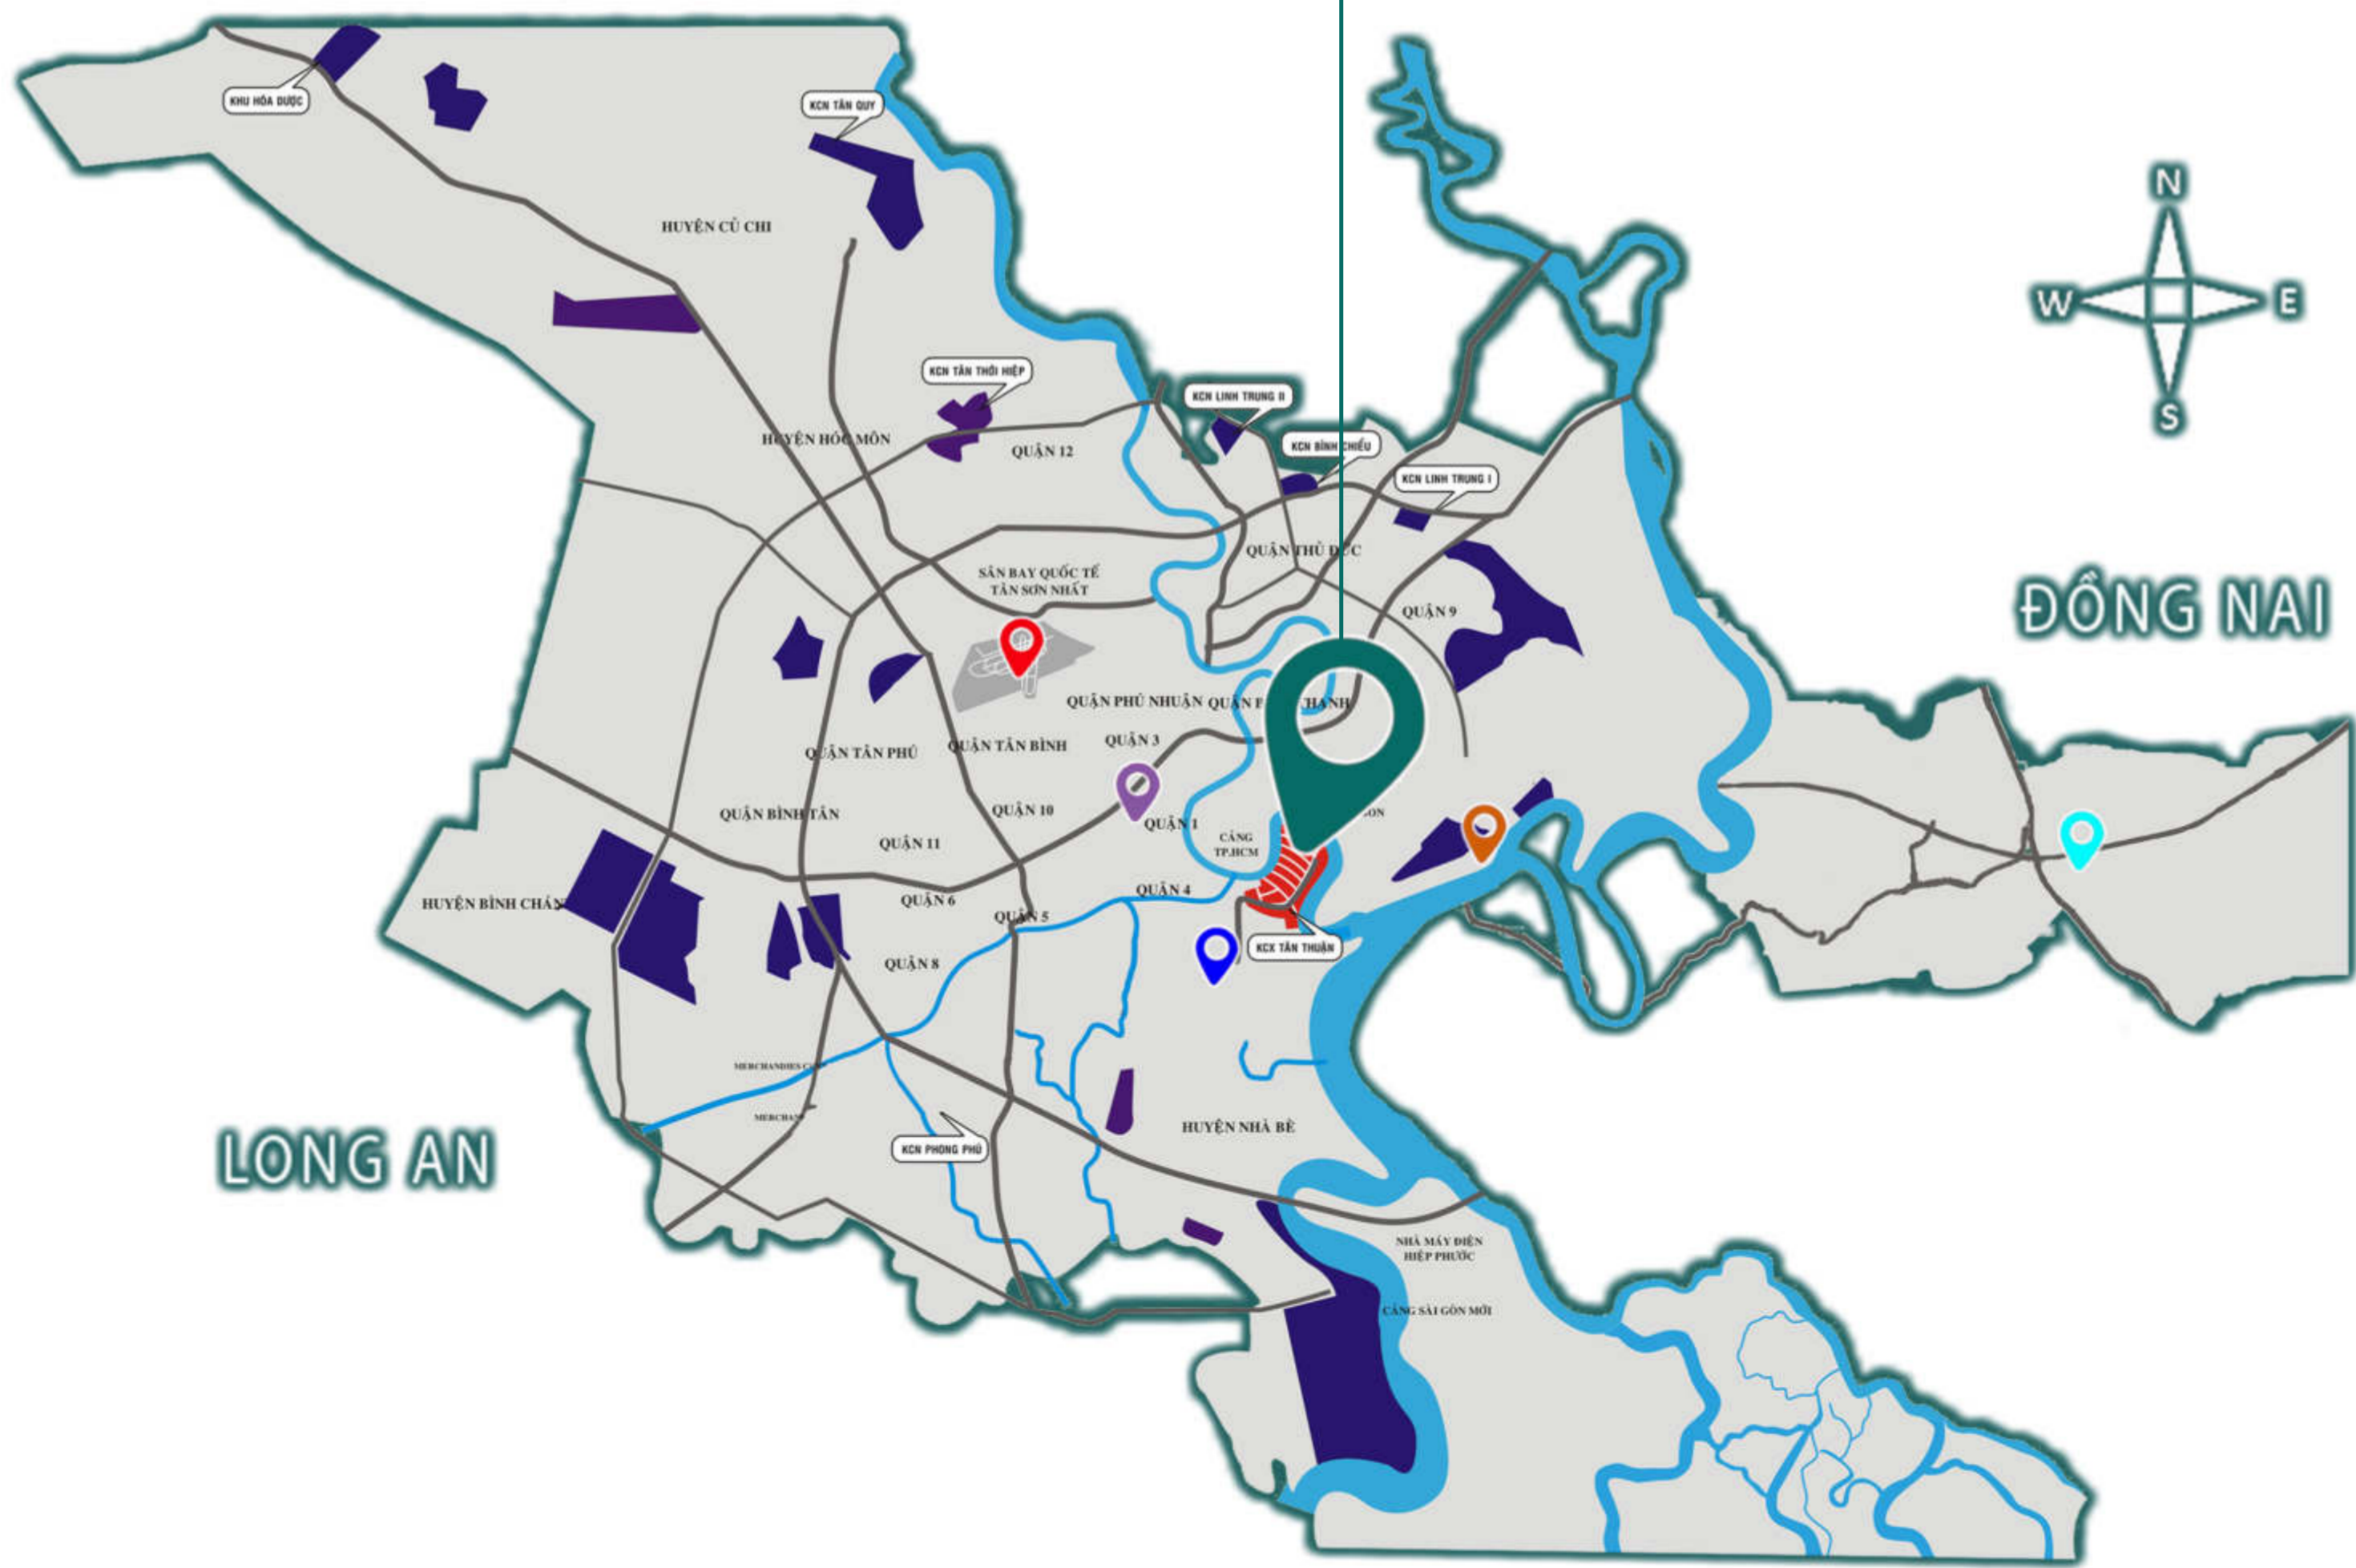 KHU HÓA DƯỢC
KCN TÂN QUY
N
HUYỆN CỦ CHI
W
E
KCN TÂN THỚI HIỆP
KCN LINH TRUNG II
S
HUYỆN HÓC MÔN
QUẬN 12
KCN BÌNH CHIỂU
KCN LINH TRUNG I
QUẬN THỦ ĐỨC
SÂN BAY QUỐC TẾ
TÂN SƠN NHẤT
QUẬN 9
ĐỒNG NAI
QUẬN PHÚ NHUẬN
QUẬN
QUẬN 3
QUẬN TÂN BÌNH
QUẬN TÂN PHÚ
QUẬN 10
QUẬN BÌNH TÂN
QUẬN 1
QUẬN 11
CẢNG
TP.HCM
QUẬN 4
QUẬN 6
HUYỆN BÌNH CHÁN
QUẬN 5
KCX TÂN THUẬN
QUẬN 8
MERCHANDIES
MERCHAN
HUYỆN NHÀ BÈ
KCN PHONG PHÚ
LONG AN
NHÀ MÁY ĐIỆN
HIỆP PHƯỚC
CẢNG SÀI GÒN MỚI